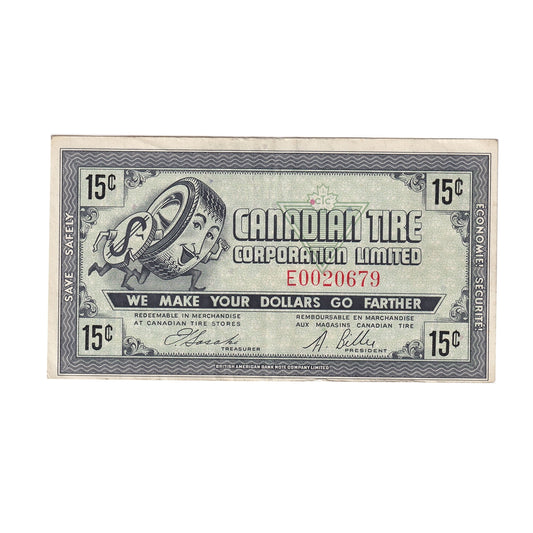 15¢ 15¢
CTC
CANADIAN TIRE
CORPORATION LIMITED
E0020679
WE MAKE YOUR DOLLARS GO FARTHER
REDEEMABLE IN MERCHANDISE
AT CANADIAN TIRE STORES
REMBOURSABLE EN MARCHANDISE
AUX MAGASINS CANADIAN TIRE
TREASURER
A. Billes
PRESIDENT
15¢ 15¢
BRITISH AMERICAN BANK NOTE COMPANY LIMITED
SAVE SAFELY
ECONOMIE! SECURITE!